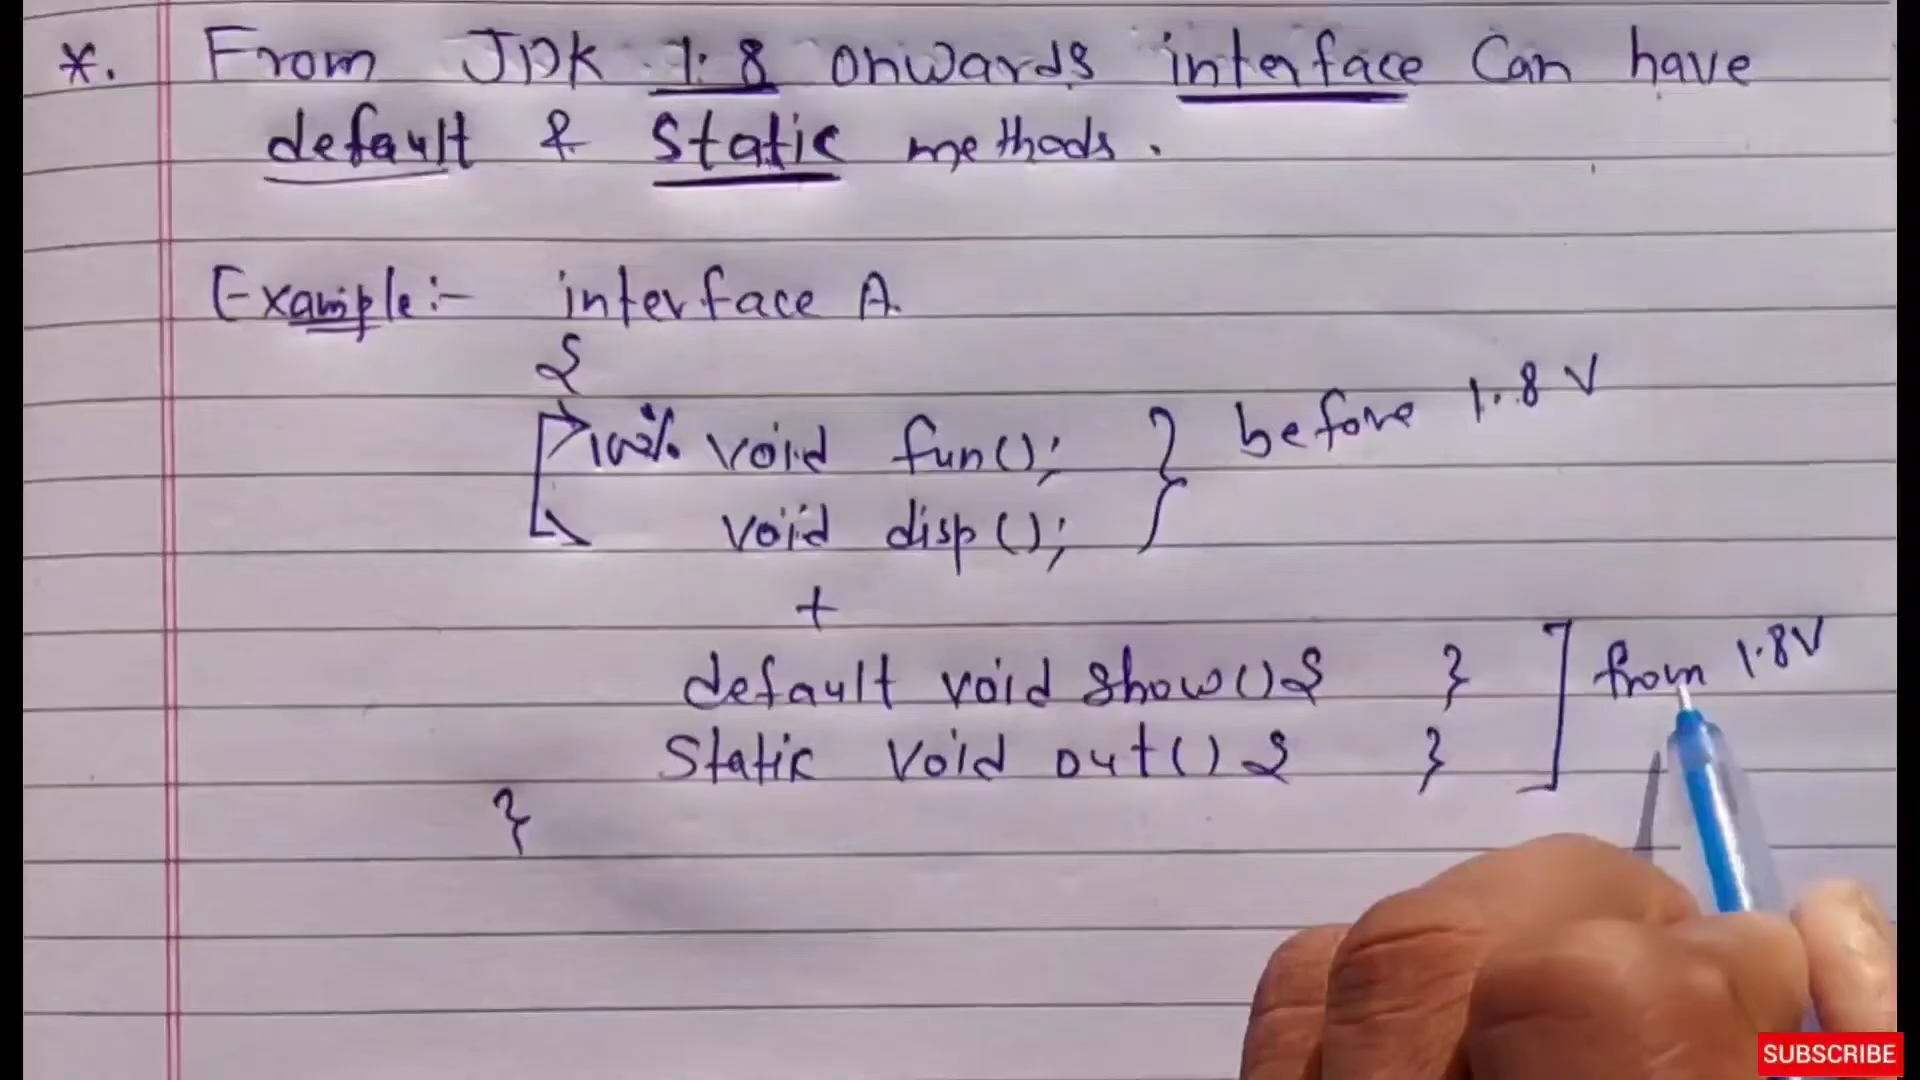 *. From JDK 1.8 onwards interface Can have
default & Static methods.
Example:- interface A.
{
100% void fun(); } before 1.8 V
void disp();
+
default void show(){ } ] from 1.8V
Static void out(){ }
}
SUBSCRIBE